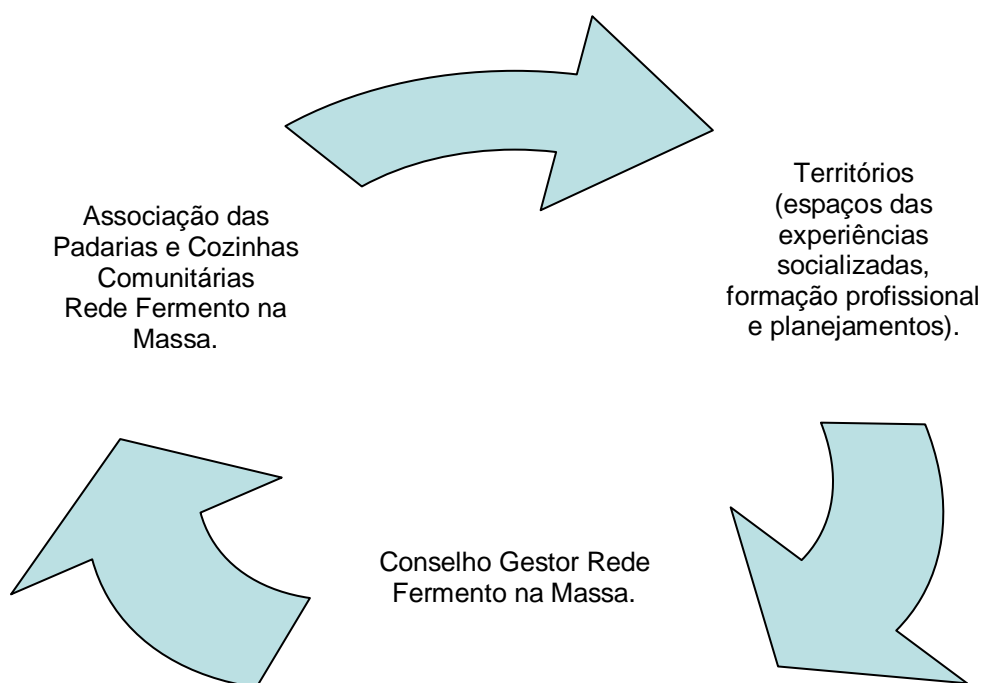 Associação das
Padarias e Cozinhas
Comunitárias
Rede Fermento na
Massa.
Territórios
(espaços das
experiências
socializadas,
formação profissional
e planejamentos).
Conselho Gestor Rede
Fermento na Massa.